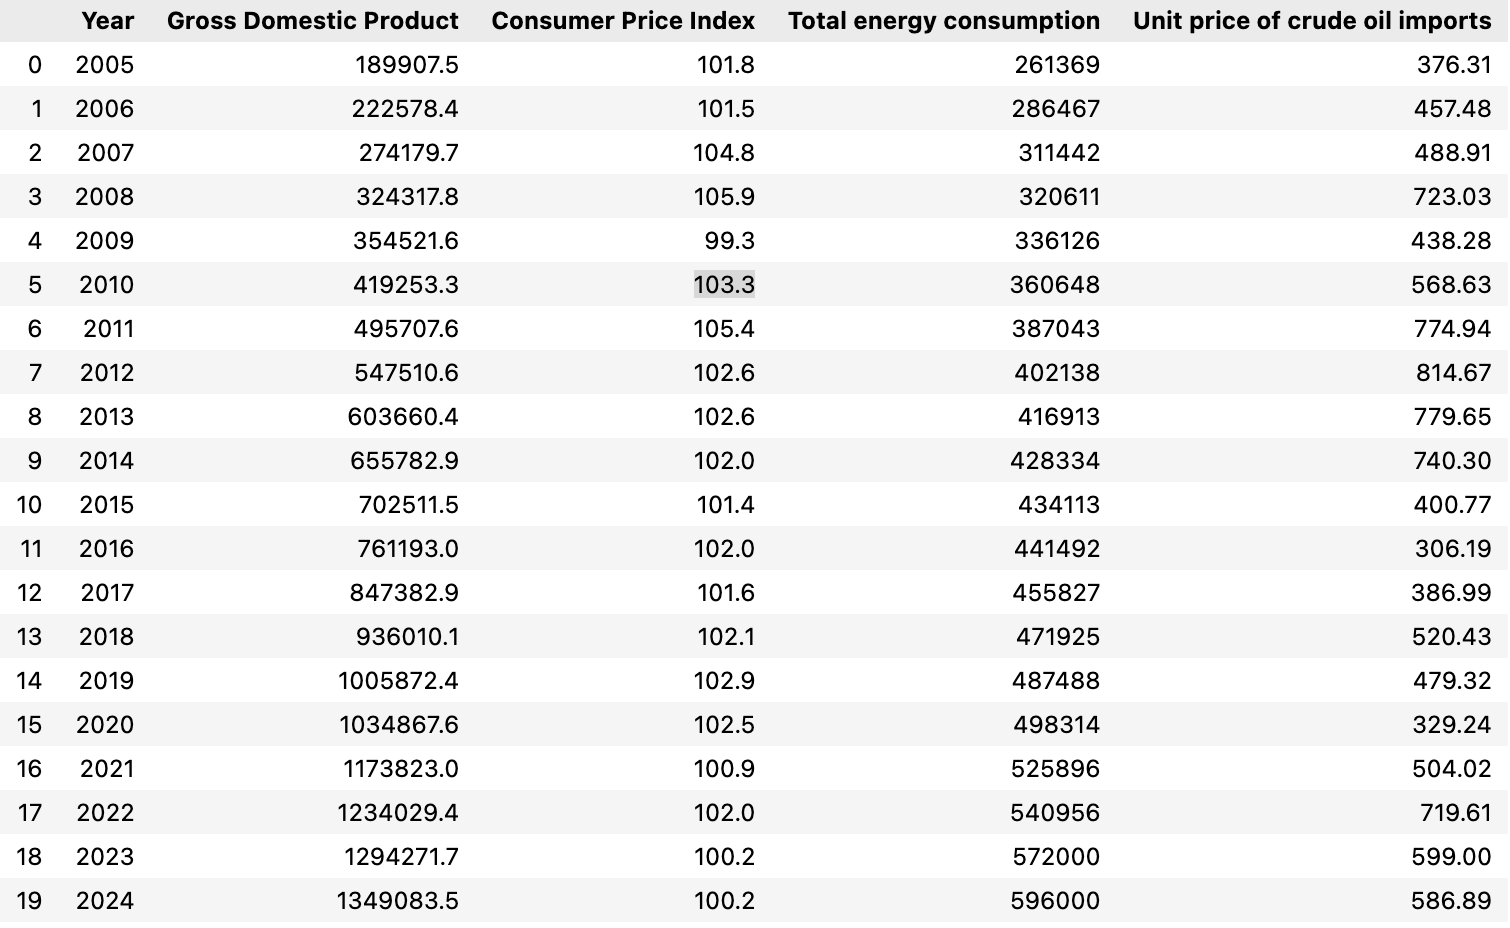 Year Gross Domestic Product Consumer Price Index Total energy consumption Unit price of crude oil imports
0 2005 189907.5 101.8 261369 376.31
1 2006 222578.4 101.5 286467 457.48
2 2007 274179.7 104.8 311442 488.91
3 2008 324317.8 105.9 320611 723.03
4 2009 354521.6 99.3 336126 438.28
5 2010 419253.3 103.3 360648 568.63
6 2011 495707.6 105.4 387043 774.94
7 2012 547510.6 102.6 402138 814.67
8 2013 603660.4 102.6 416913 779.65
9 2014 655782.9 102.0 428334 740.30
10 2015 702511.5 101.4 434113 400.77
11 2016 761193.0 102.0 441492 306.19
12 2017 847382.9 101.6 455827 386.99
13 2018 936010.1 102.1 471925 520.43
14 2019 1005872.4 102.9 487488 479.32
15 2020 1034867.6 102.5 498314 329.24
16 2021 1173823.0 100.9 525896 504.02
17 2022 1234029.4 102.0 540956 719.61
18 2023 1294271.7 100.2 572000 599.00
19 2024 1349083.5 100.2 596000 586.89